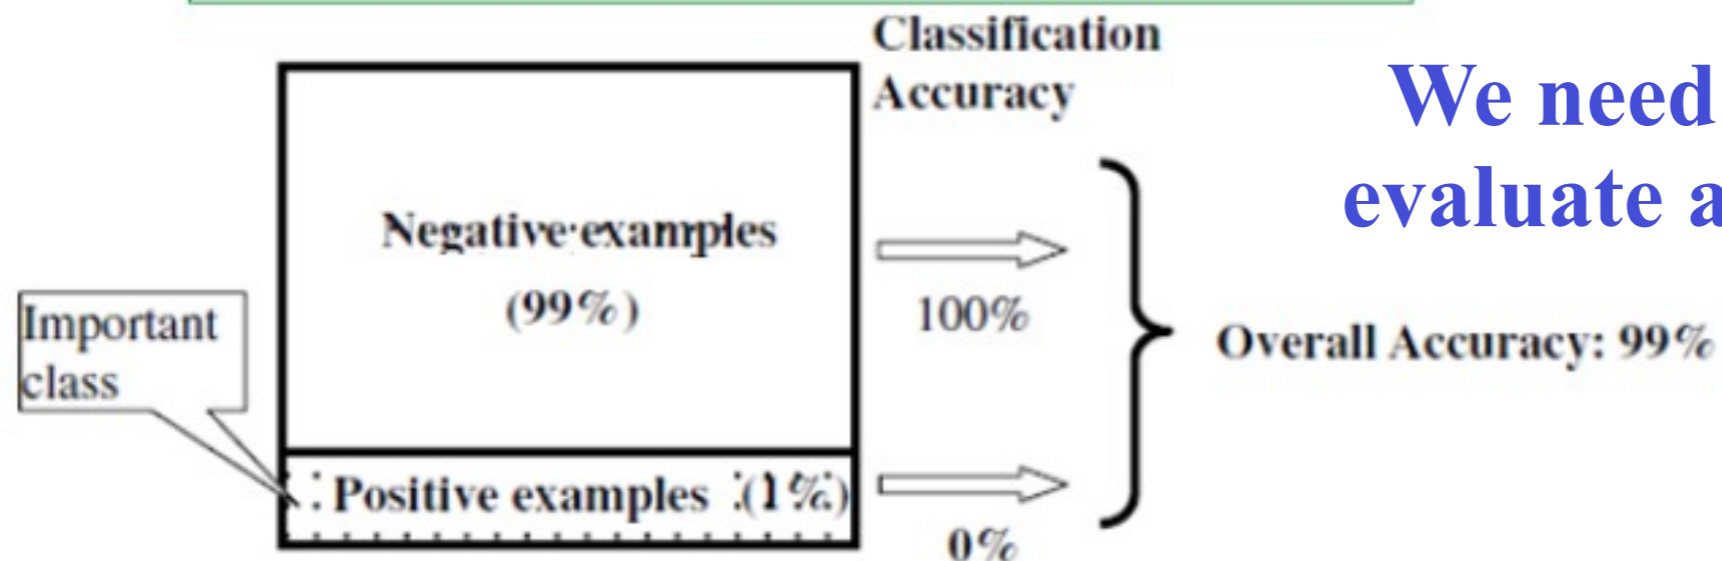 Classification
Accuracy
We need
evaluate a
Negative examples
(99%)
100%
Important
class
Overall Accuracy: 99%
Positive examples (1%)
0%